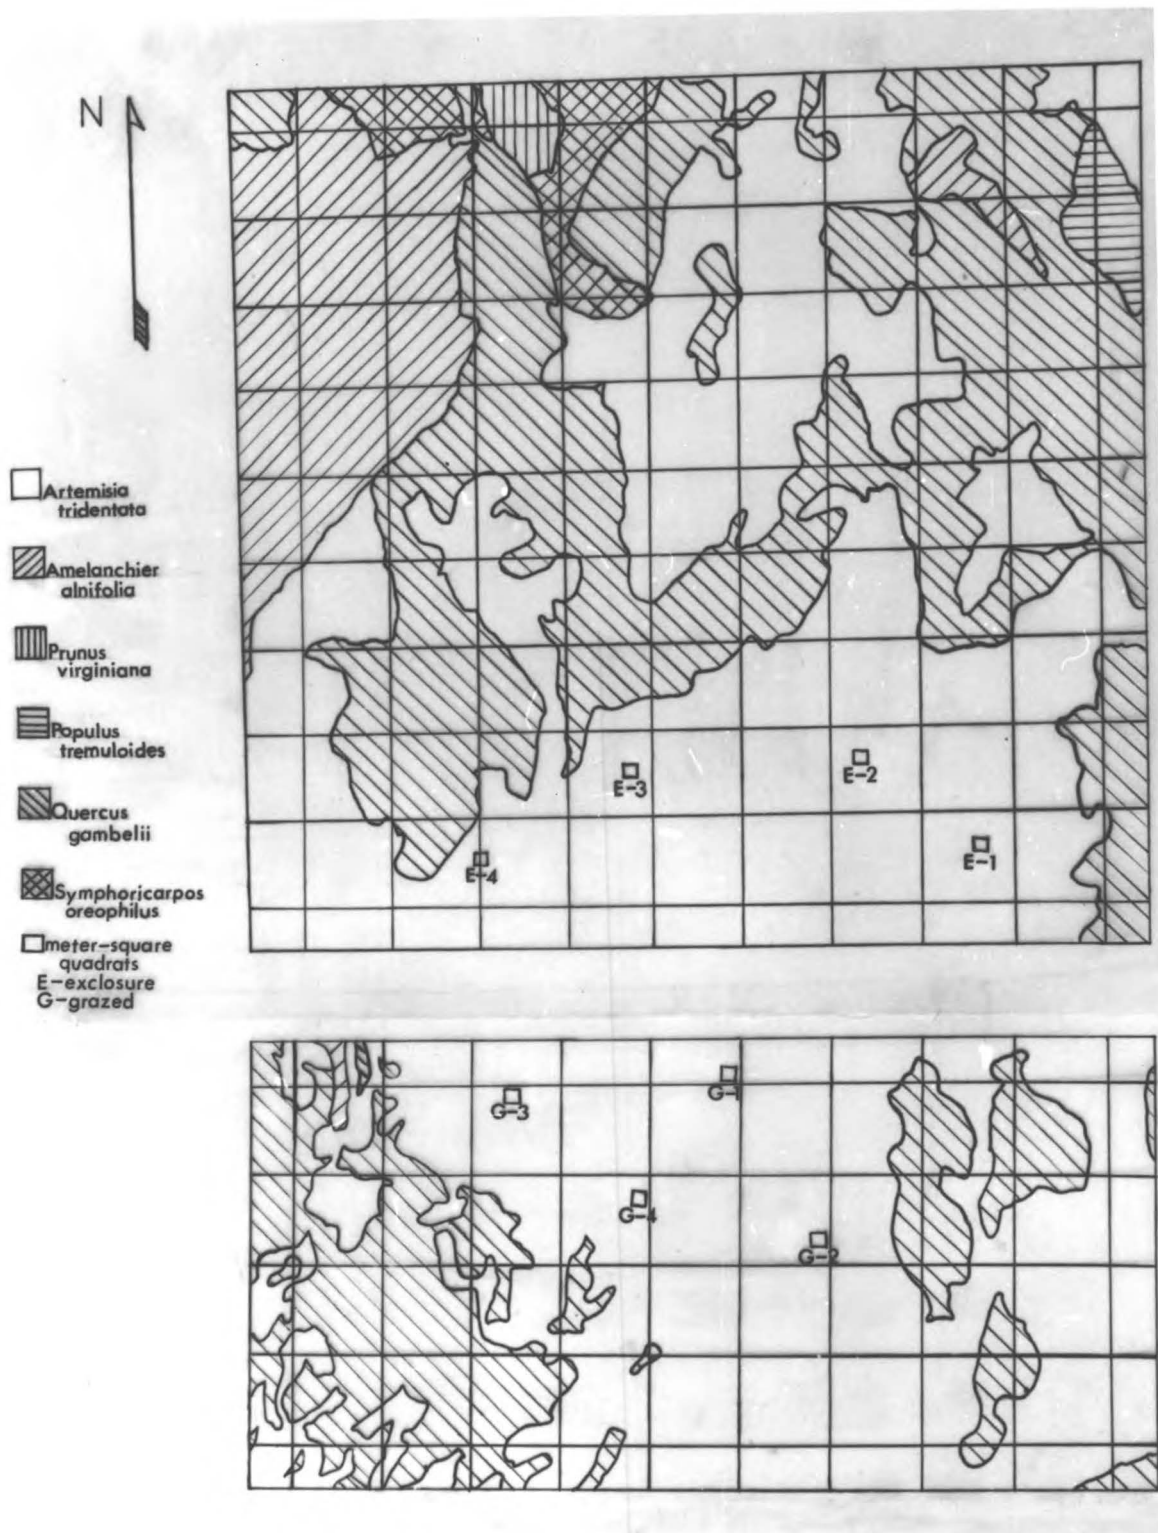 N
Artemisia
tridentata
Amelanchier
alnifolia
Prunus
virginiana
Populus
tremuloides
Quercus
gambelii
Symphoricarpos
oreophilus
meter-square
quadrats
E-exclosure
G-grazed
E-3
E-2
E-4
E-1
G-1
G-3
G-4
G-2